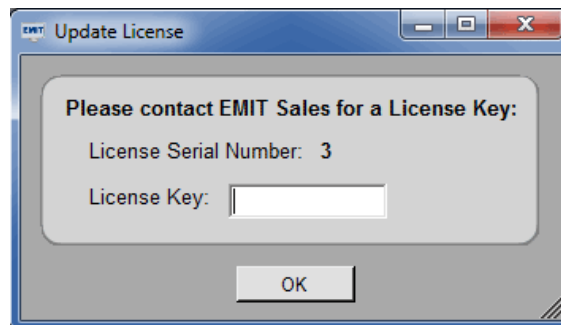 EMIT Update License
Please contact EMIT Sales for a License Key:
License Serial Number: 3
License Key:
OK